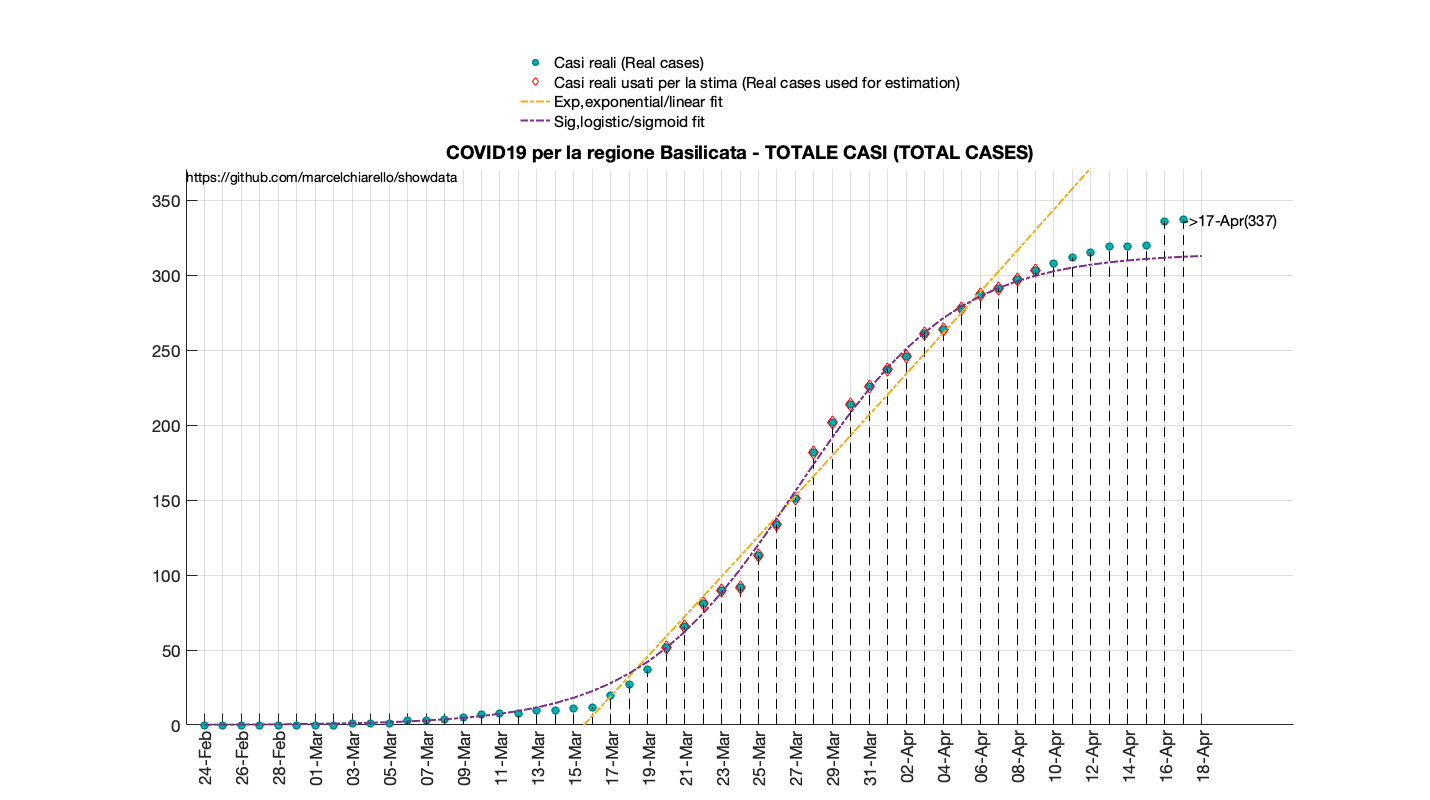 Casi reali (Real cases)
Casi reali usati per la stima (Real cases used for estimation)
Exp,exponential/linear fit
Sig,logistic/sigmoid fit
COVID19 per la regione Basilicata - TOTALE CASI (TOTAL CASES)
https://github.com/marcelchiarello/showdata
350
300
250
200
150
100
50
0
->17-Apr(337)
24-Feb
26-Feb
28-Feb
01-Mar
03-Mar
05-Mar
07-Mar
09-Mar
11-Mar
13-Mar
15-Mar
17-Mar
19-Mar
21-Mar
23-Mar
25-Mar
27-Mar
29-Mar
31-Mar
02-Apr
04-Apr
06-Apr
08-Apr
10-Apr
12-Apr
14-Apr
16-Apr
18-Apr